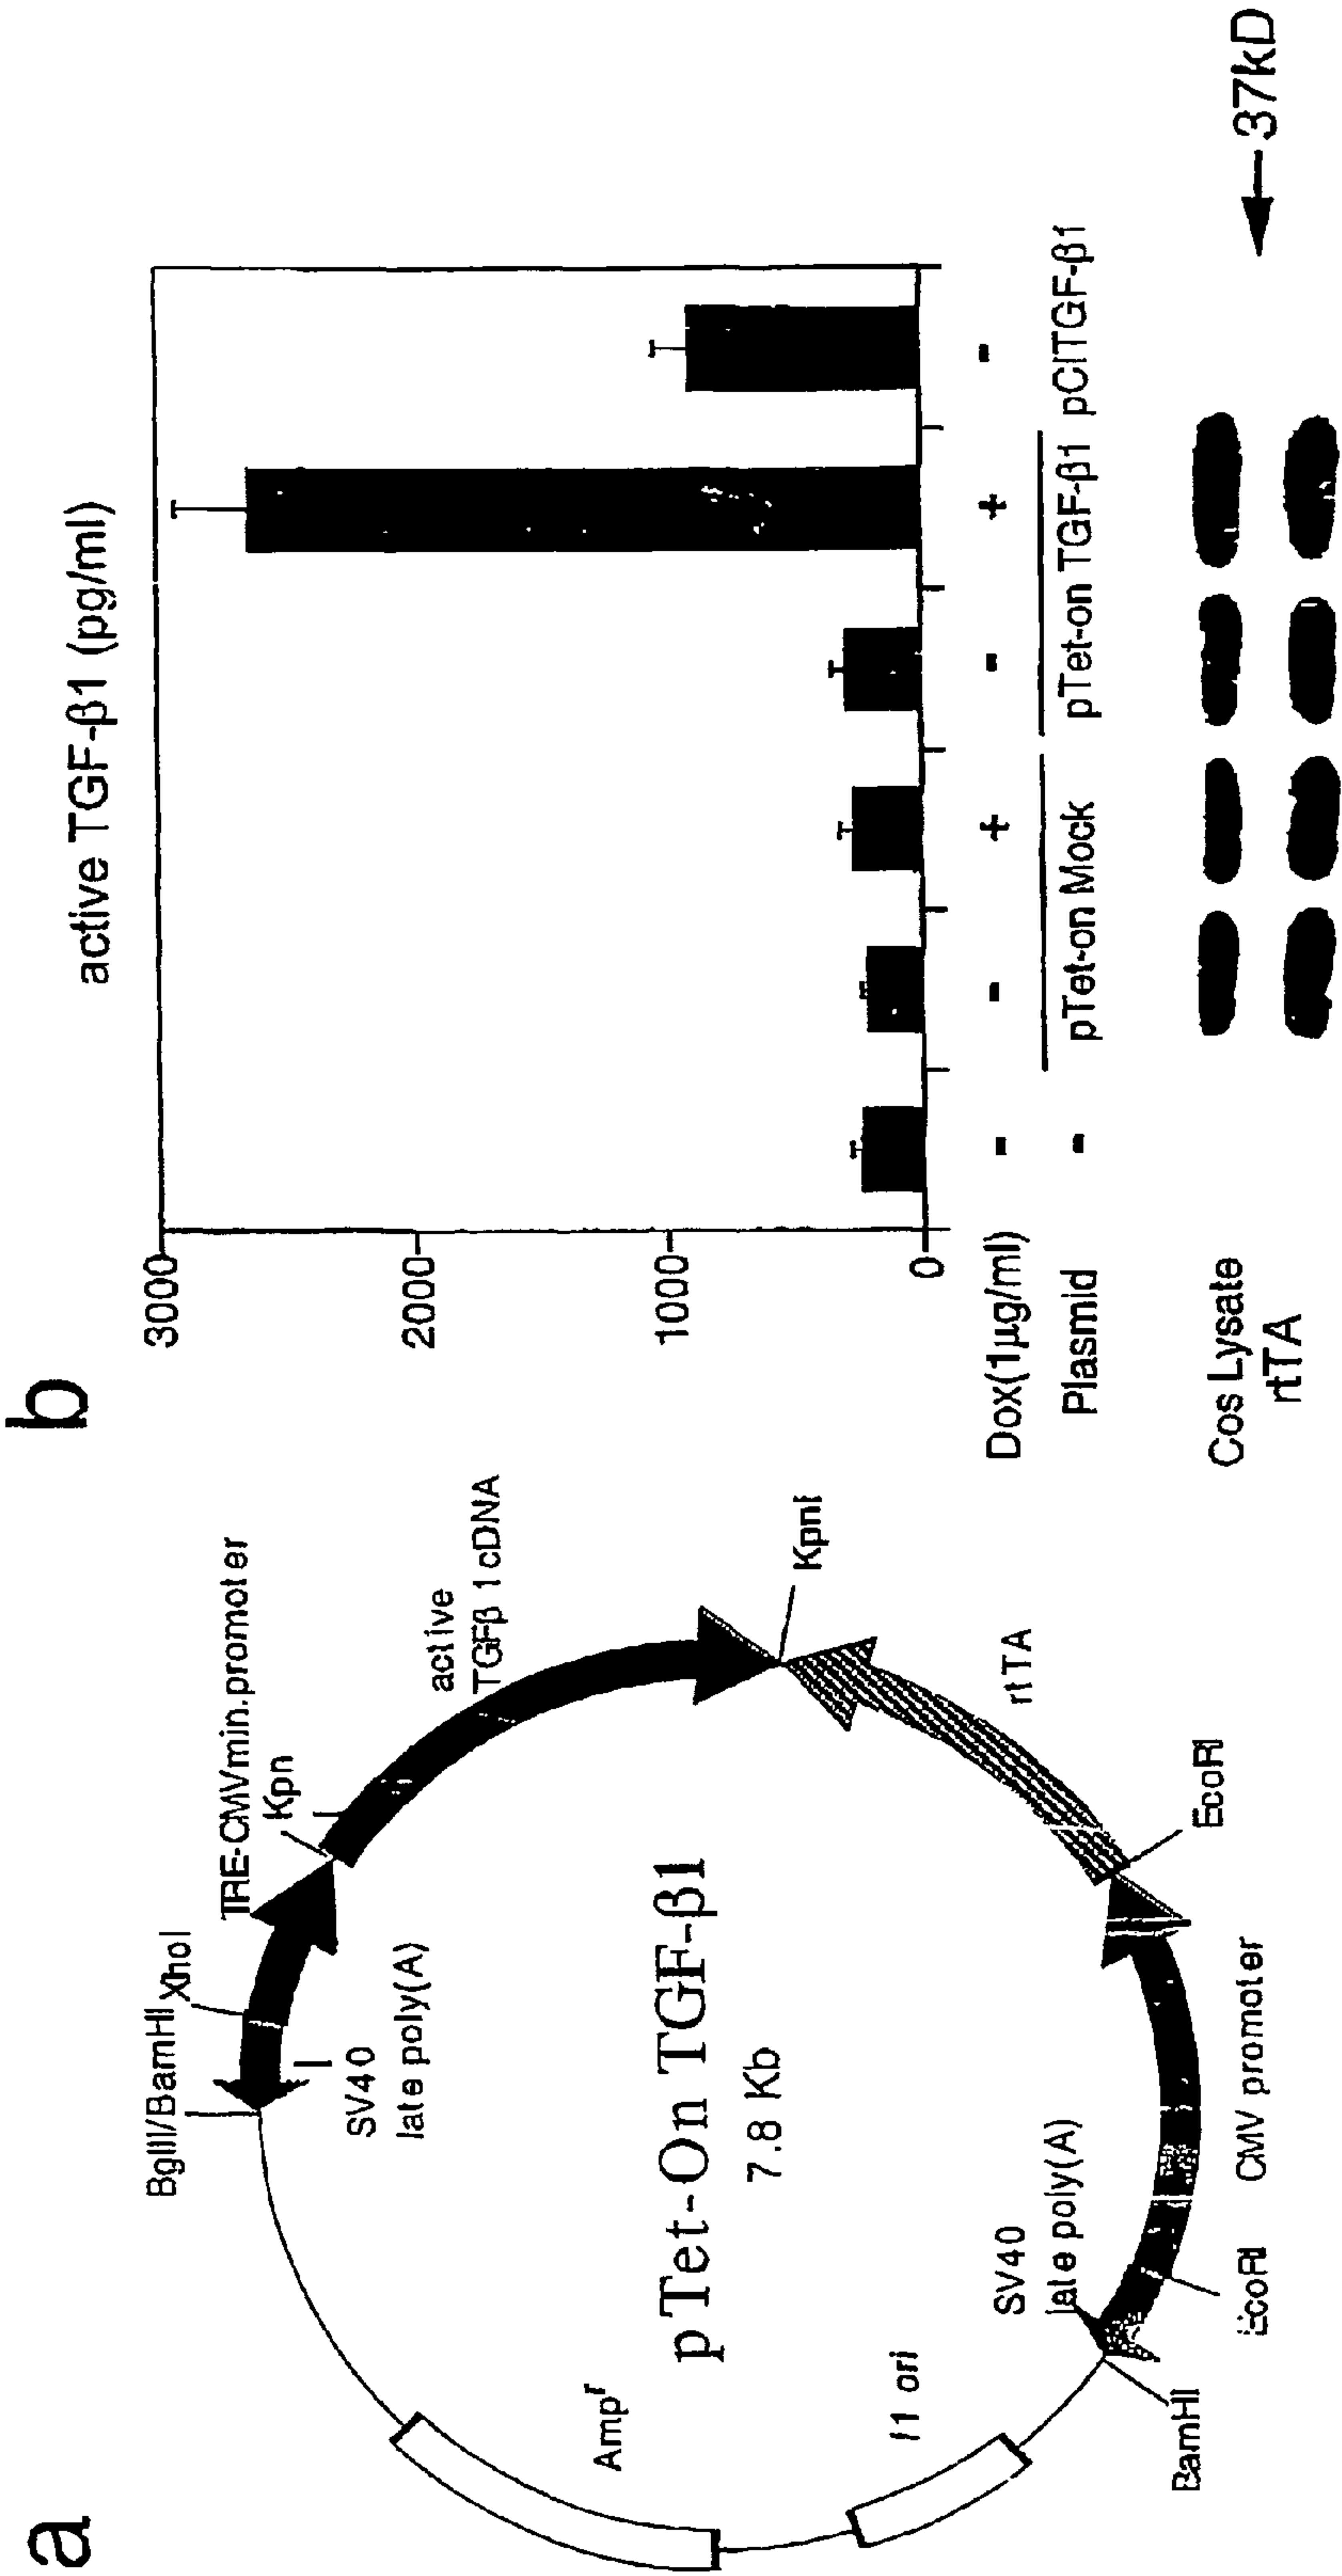 a
BglII/BamHI
XhoI
TRE-CMVmin.promoter
Kpn
SV40
late poly(A)
active
TGFβ 1 cDNA
pTet-On TGF-β1
7.8 Kb
Amp^r
f1 ori
KpnI
rtTA
SV40
late poly(A)
EcoRI
BamHI
EcoRI
CMV promoter
b
active TGF-β1 (pg/ml)
3000
2000
1000
0
Dox(1μg/ml) - - + - + -
Plasmid - pTet-on Mock pTet-on TGF-β1 pCITGF-β1
Cos Lysate
rtTA
37kD